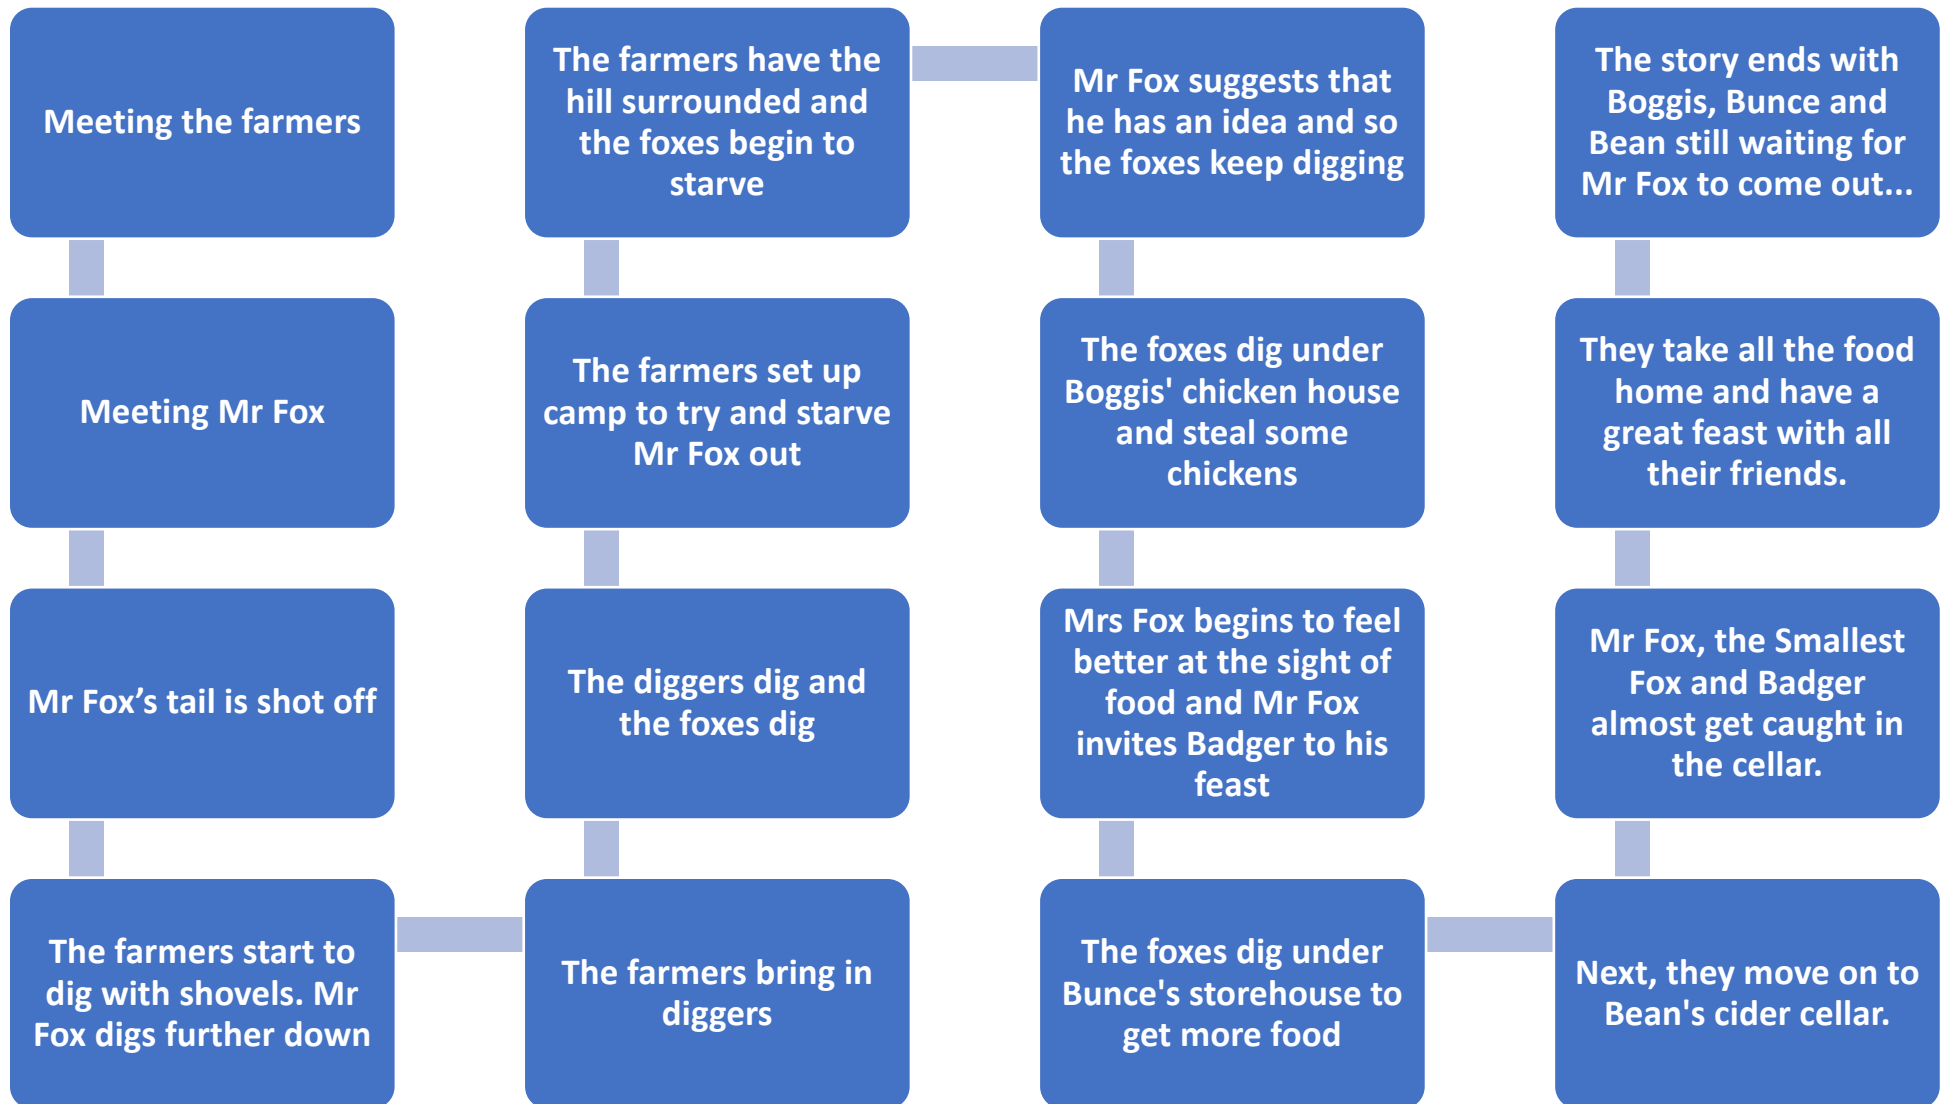 Meeting the farmers
Meeting Mr Fox
Mr Fox’s tail is shot off
The farmers start to
dig with shovels. Mr
Fox digs further down
The farmers bring in
diggers
The diggers dig and
the foxes dig
The farmers set up
camp to try and starve
Mr Fox out
The farmers have the
hill surrounded and
the foxes begin to
starve
Mr Fox suggests that
he has an idea and so
the foxes keep digging
The foxes dig under
Boggis' chicken house
and steal some
chickens
Mrs Fox begins to feel
better at the sight of
food and Mr Fox
invites Badger to his
feast
The foxes dig under
Bunce's storehouse to
get more food
Next, they move on to
Bean's cider cellar.
Mr Fox, the Smallest
Fox and Badger
almost get caught in
the cellar.
They take all the food
home and have a
great feast with all
their friends.
The story ends with
Boggis, Bunce and
Bean still waiting for
Mr Fox to come out...